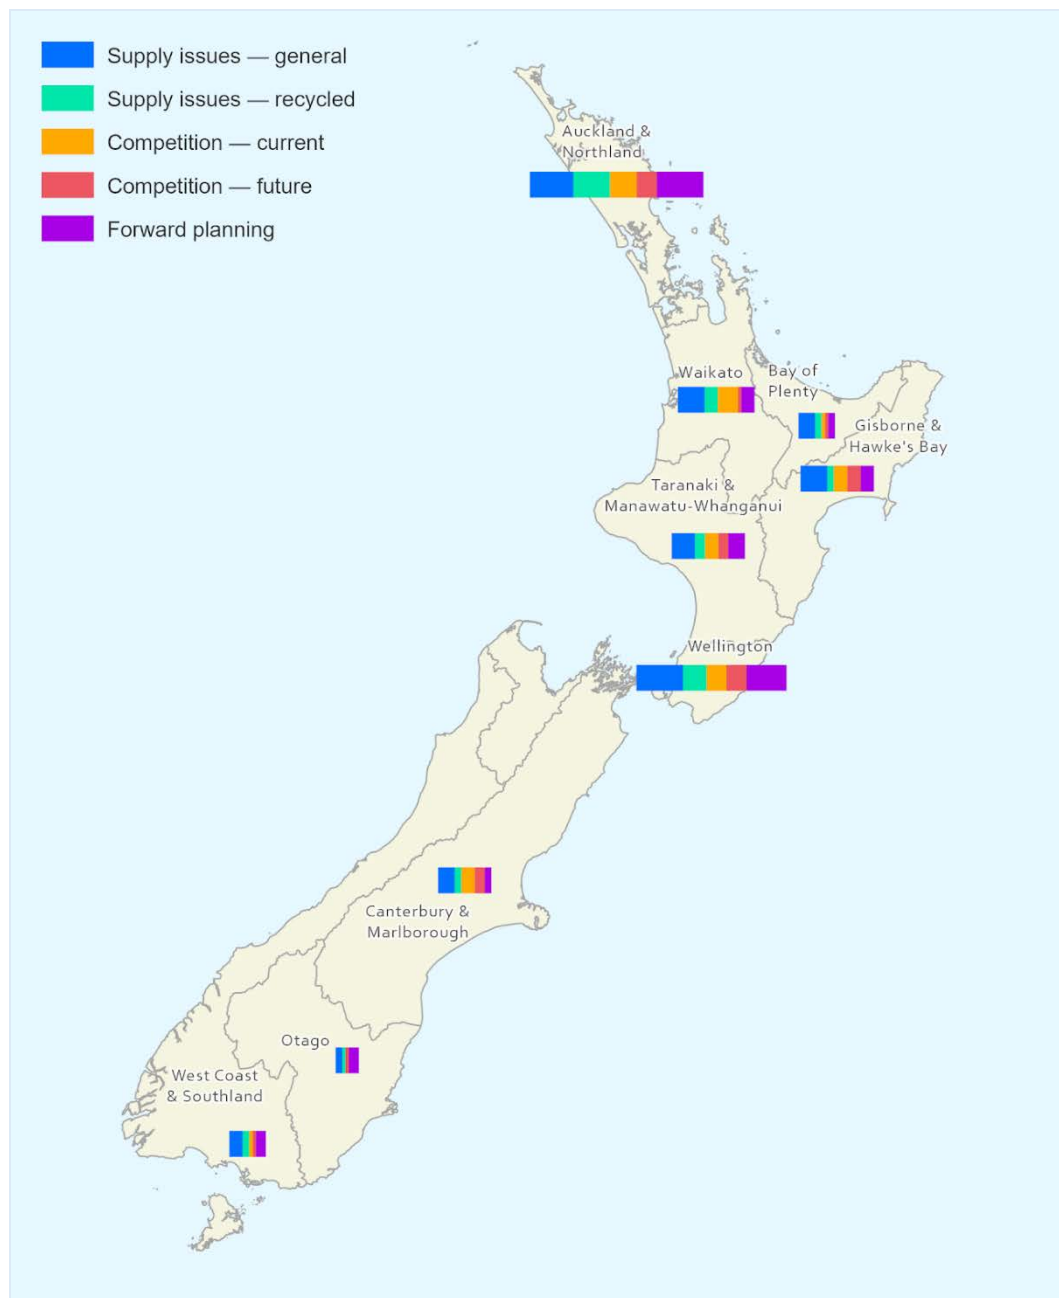 Supply issues — general
Supply issues — recycled
Competition — current
Competition — future
Forward planning
Auckland &
Northland
Waikato
Bay of
Plenty
Gisborne &
Hawke's Bay
Taranaki &
Manawatu-Whanganui
Wellington
Canterbury &
Marlborough
Otago
West Coast
& Southland